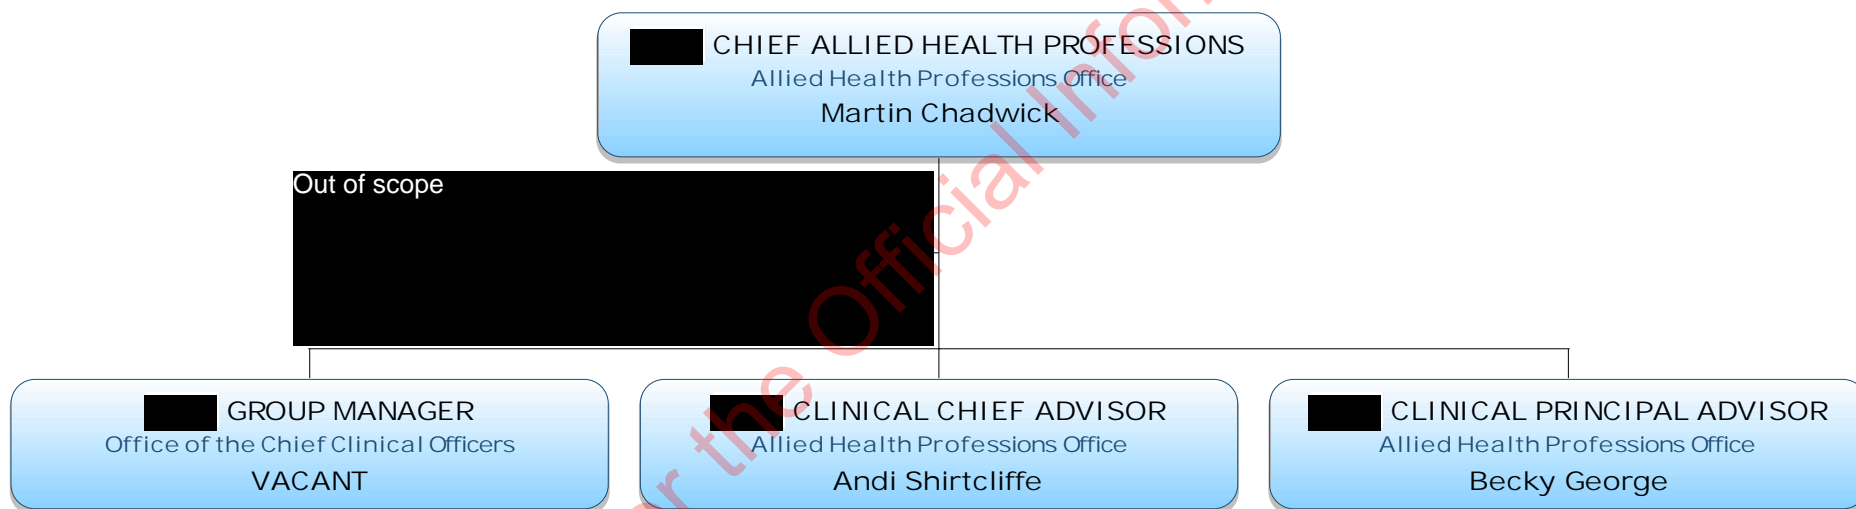 CHIEF ALLIED HEALTH PROFESSIONS
Allied Health Professions Office
Martin Chadwick
Out of scope
GROUP MANAGER
Office of the Chief Clinical Officers
VACANT
CLINICAL CHIEF ADVISOR
Allied Health Professions Office
Andi Shirtcliffe
CLINICAL PRINCIPAL ADVISOR
Allied Health Professions Office
Becky George
the Official